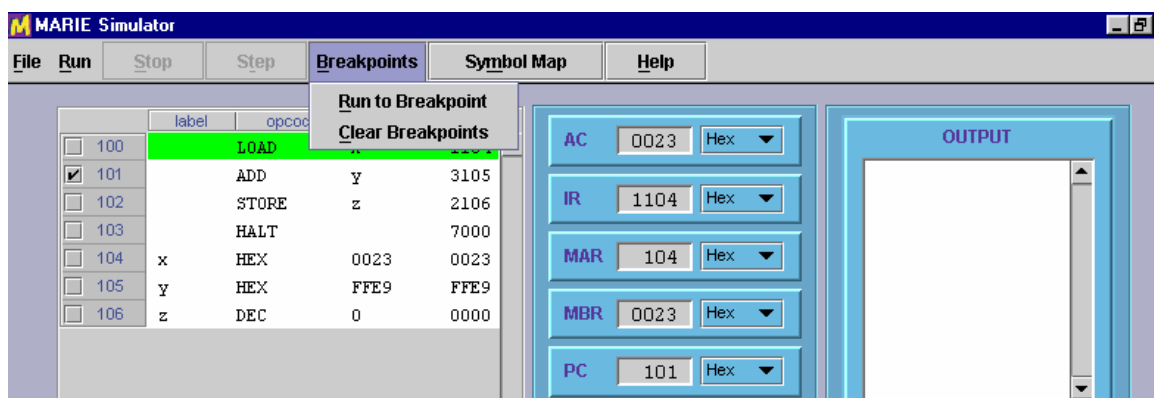 MARIE Simulator
File Run Stop Step Breakpoints Symbol Map Help
Run to Breakpoint
Clear Breakpoints
label
100 LOAD
101 ADD y 3105
102 STORE z 2106
103 HALT 7000
104 x HEX 0023 0023
105 y HEX FFE9 FFE9
106 z DEC 0 0000
AC 0023 Hex
IR 1104 Hex
MAR 104 Hex
MBR 0023 Hex
PC 101 Hex
OUTPUT